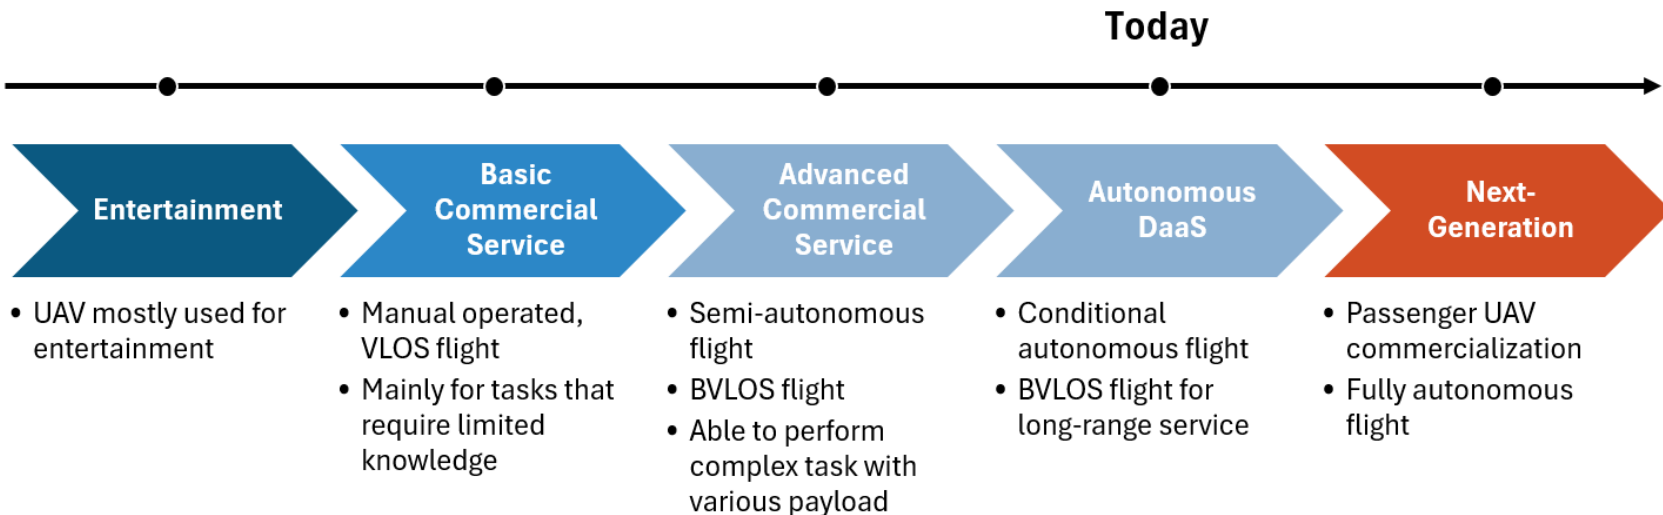 Today
Entertainment
Basic
Commercial
Service
Advanced
Commercial
Service
Autonomous
DaaS
Next-
Generation
• UAV mostly used for
entertainment
• Manual operated,
VLOS flight
• Mainly for tasks that
require limited
knowledge
• Semi-autonomous
flight
• BVLOS flight
• Able to perform
complex task with
various payload
• Conditional
autonomous flight
• BVLOS flight for
long-range service
• Passenger UAV
commercialization
• Fully autonomous
flight